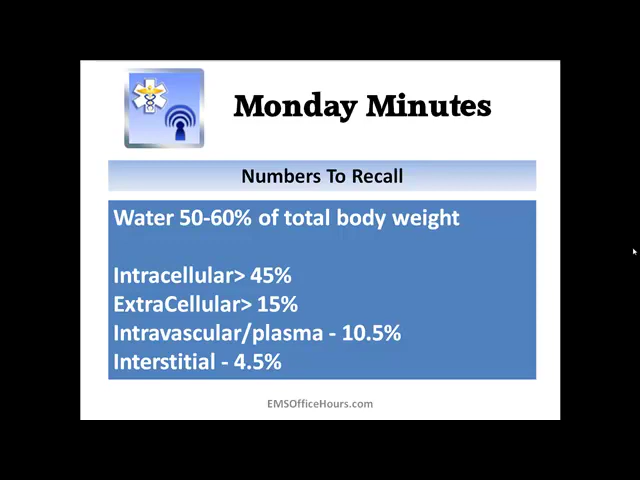 Monday Minutes
Numbers To Recall
Water 50-60% of total body weight
Intracellular> 45%
ExtraCellular> 15%
Intravascular/plasma - 10.5%
Interstitial - 4.5%
EMSOfficeHours.com